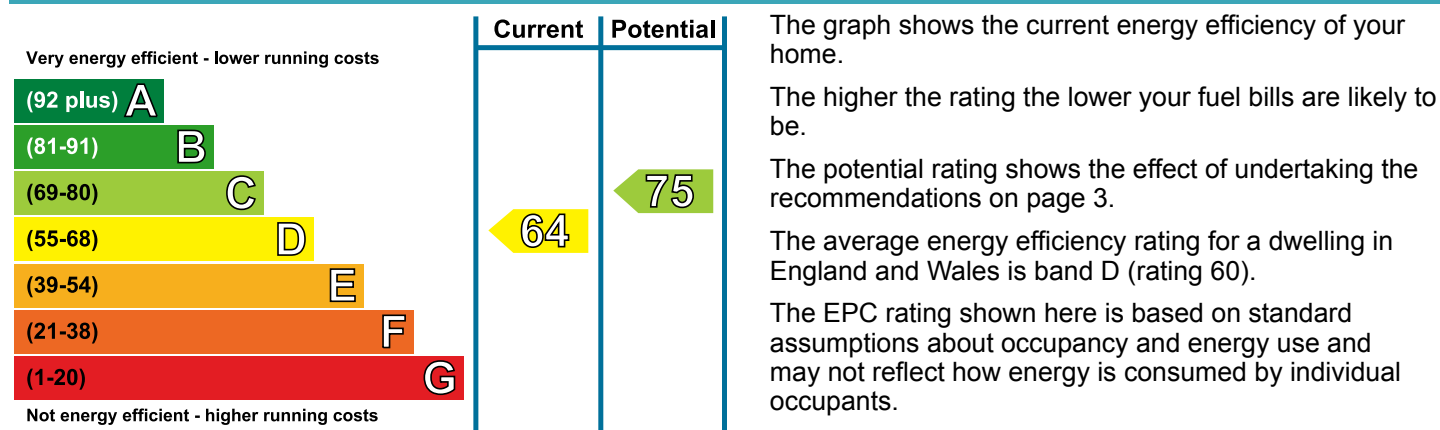 Current Potential
Very energy efficient - lower running costs
(92 plus) A
(81-91) B
(69-80) C
75
(55-68) D
64
(39-54) E
(21-38) F
(1-20) G
Not energy efficient - higher running costs
The graph shows the current energy efficiency of your
home.
The higher the rating the lower your fuel bills are likely to
be.
The potential rating shows the effect of undertaking the
recommendations on page 3.
The average energy efficiency rating for a dwelling in
England and Wales is band D (rating 60).
The EPC rating shown here is based on standard
assumptions about occupancy and energy use and
may not reflect how energy is consumed by individual
occupants.